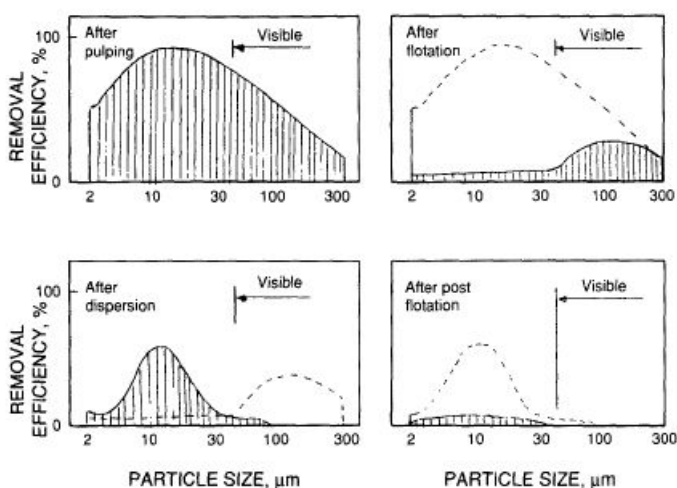 After
pulping
Visible
100
0
REMOVAL
EFFICIENCY, %
2 10 30 100 300
After
flotation
Visible
2 10 30 100 300
After
dispersion
Visible
100
0
REMOVAL
EFFICIENCY, %
2 10 30 100 300
PARTICLE SIZE, µm
After post
flotation
Visible
2 10 30 100 300
PARTICLE SIZE, µm